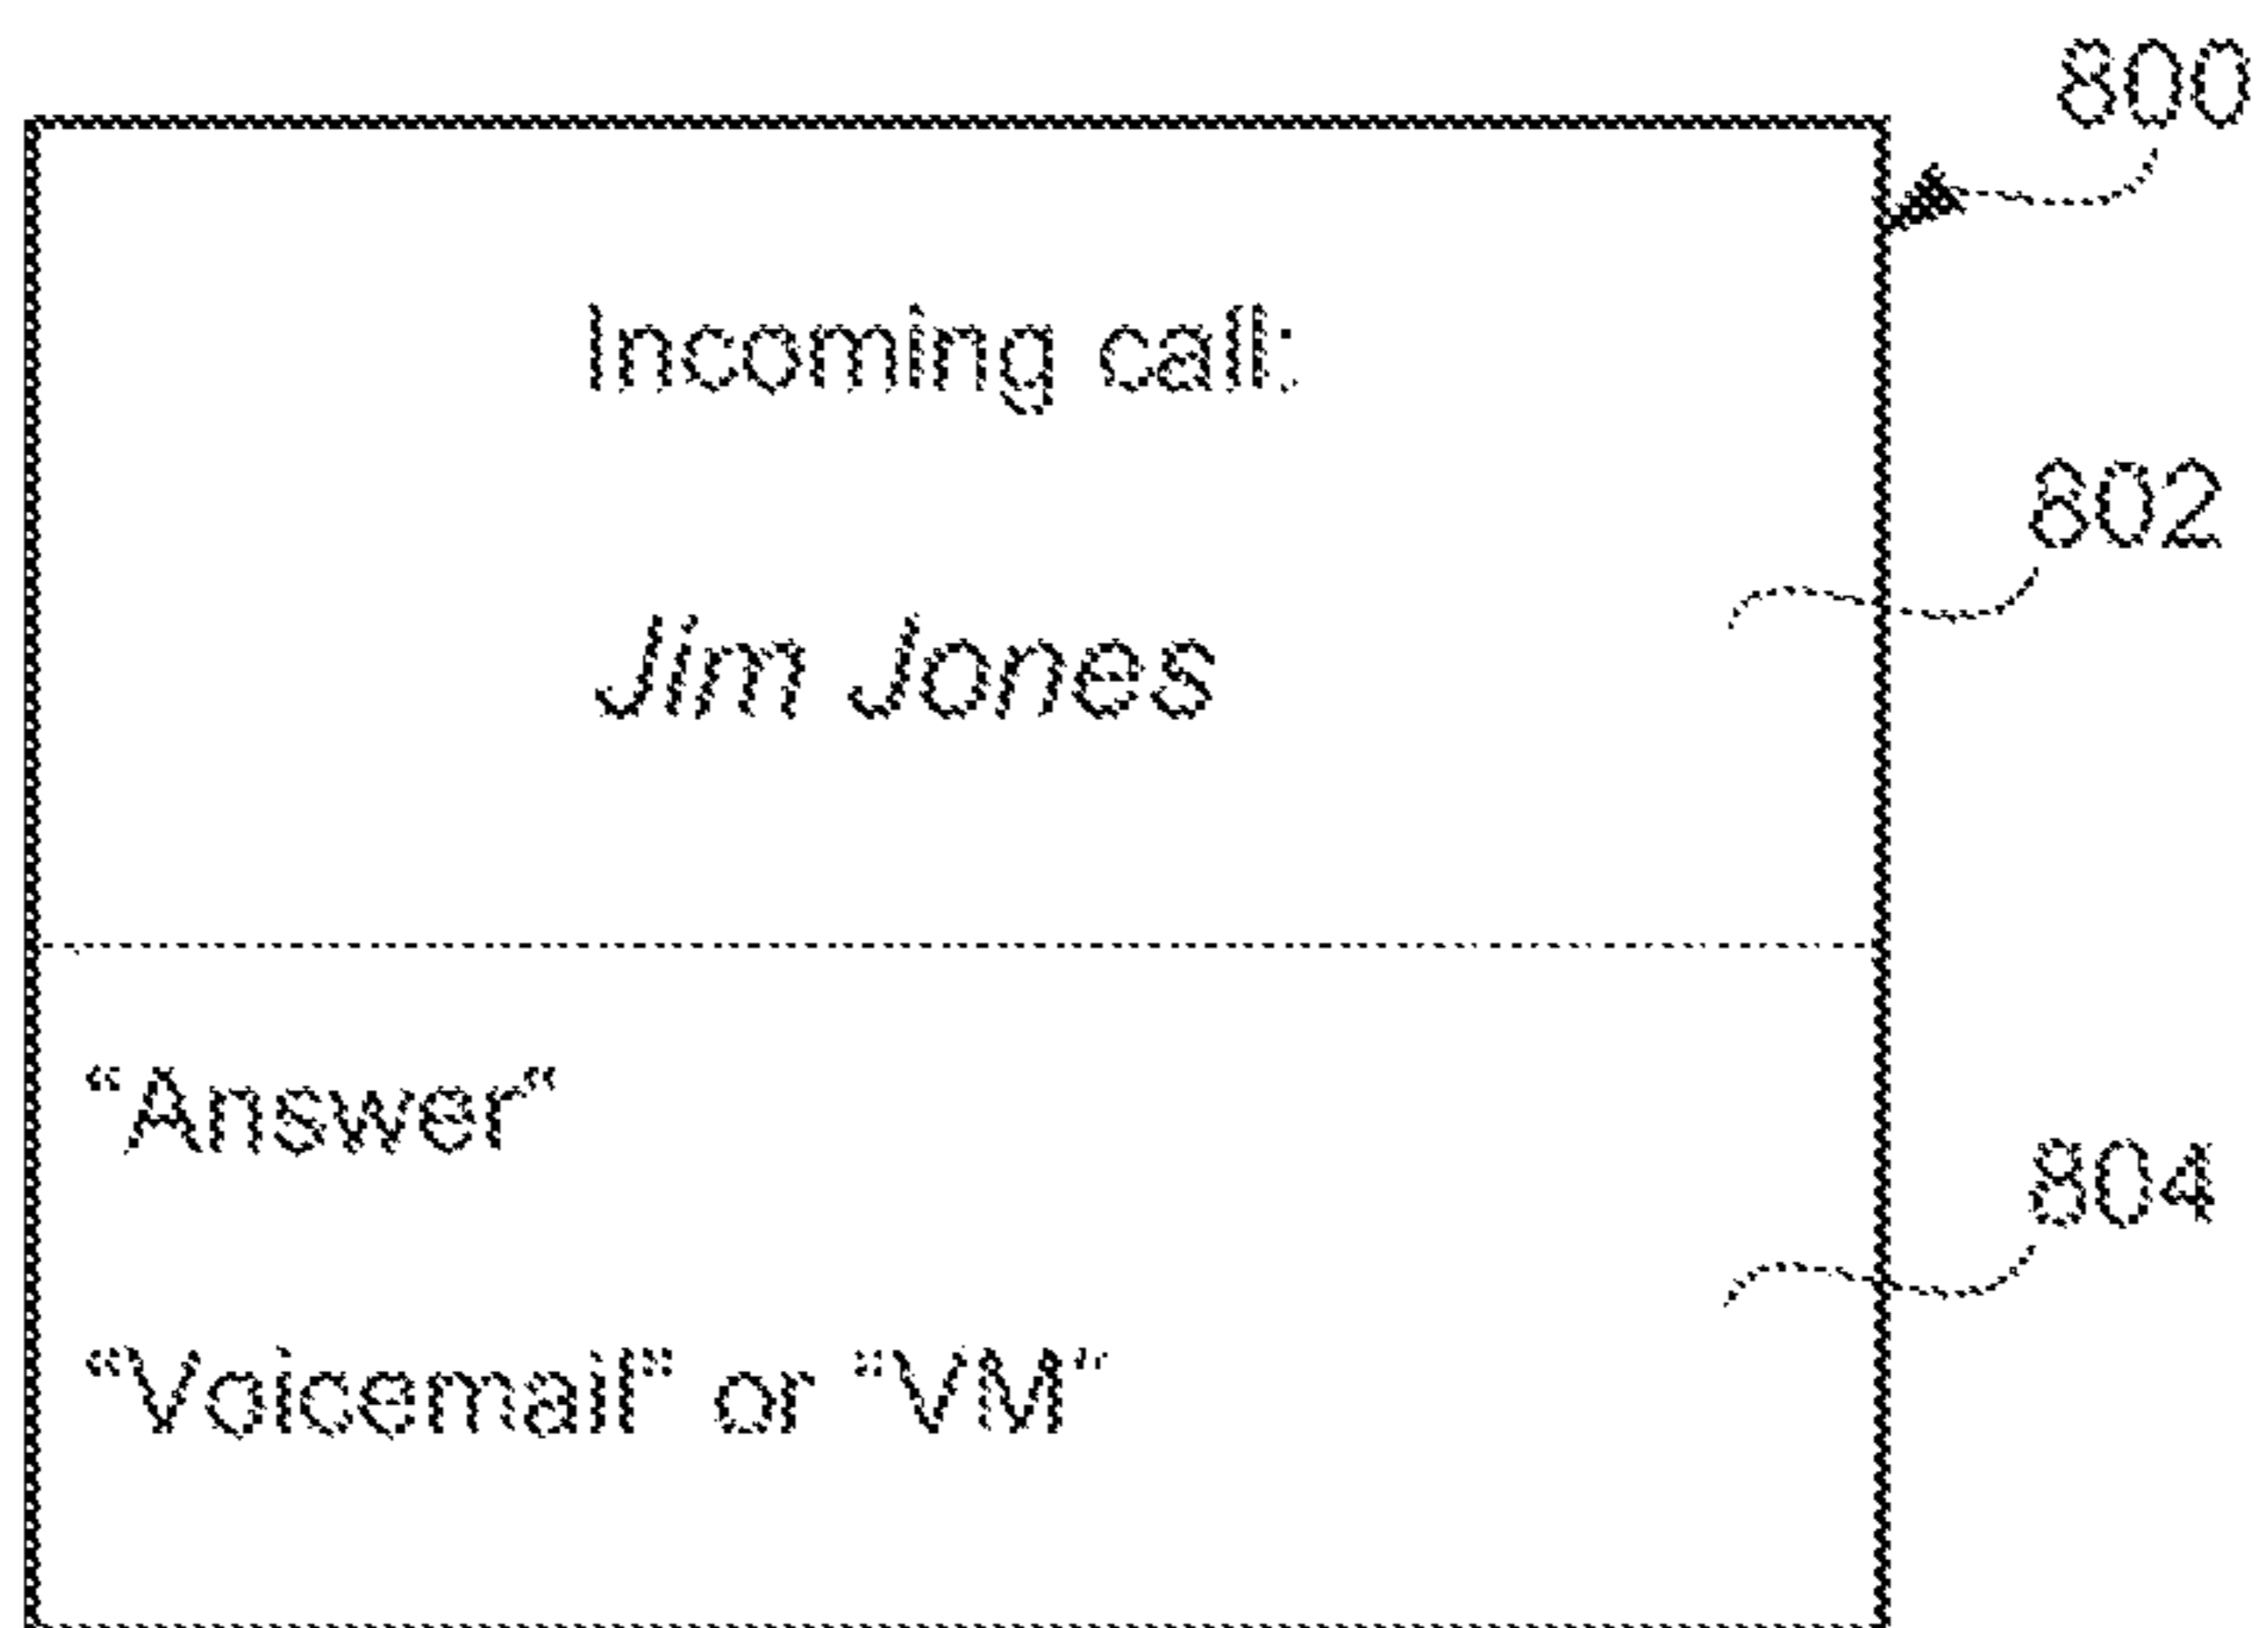 800
Incoming call:
802
Jim Jones
“Answer“
804
“Voicemail” or “VM”